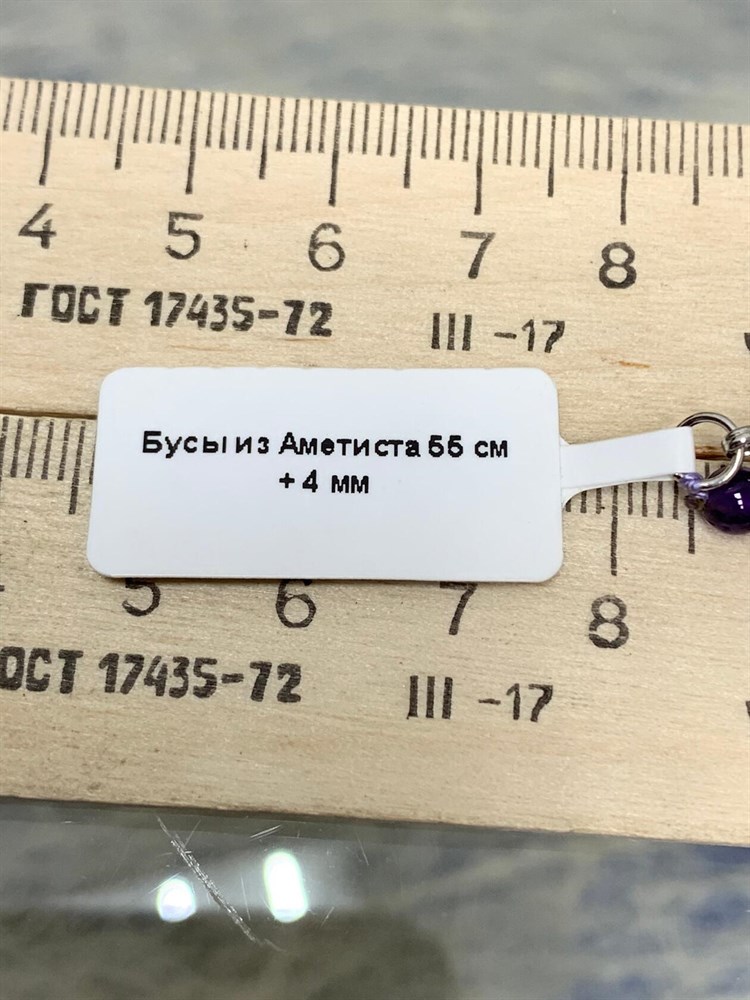 4 5 6 7 8
ГОСТ 17435-72 III -17
Бусы из Аметиста 55 см
+ 4 мм
5 6 7 8
ОСТ 17435-72 III -17